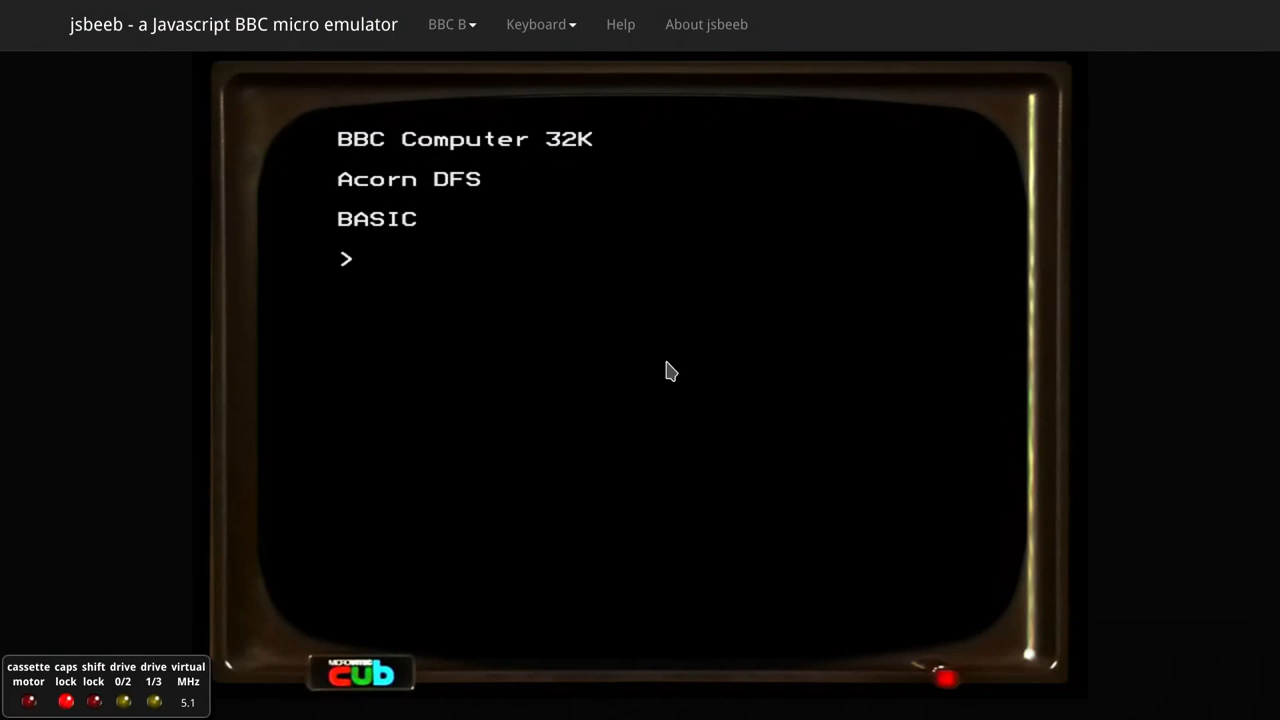 jsbeeb - a Javascript BBC micro emulator BBC B Keyboard Help About jsbeeb
BBC Computer 32K
Acorn DFS
BASIC
>
cassette caps shift drive drive virtual
motor lock lock 0/2 1/3 MHz
5.1
MICROVITEC
cub